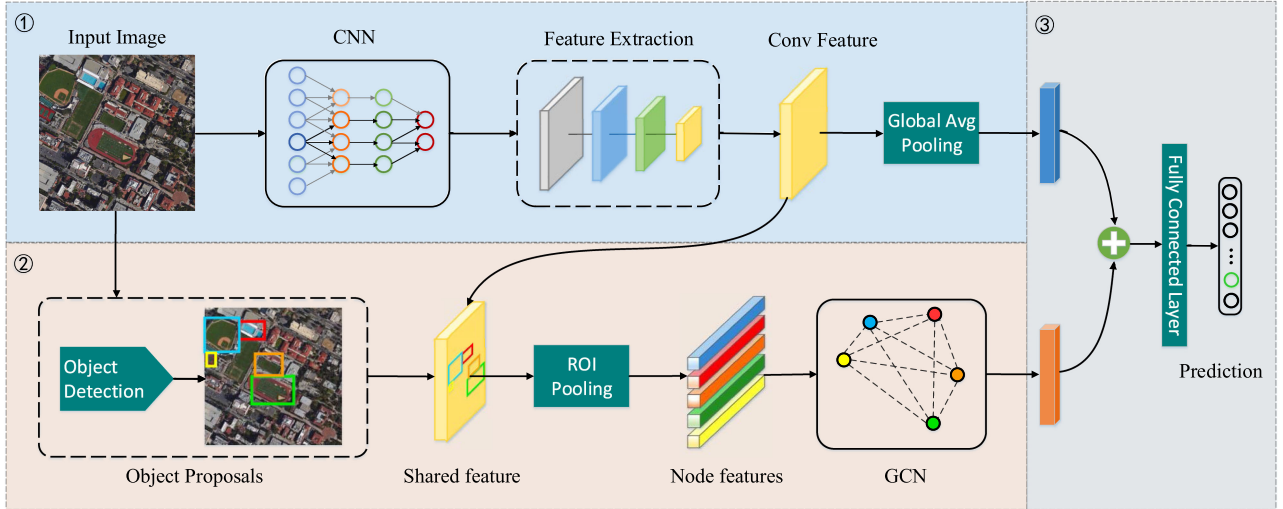 ①
Input Image
CNN
Feature Extraction
Conv Feature
Global Avg
Pooling
②
Object
Detection
Object Proposals
Shared feature
ROI
Pooling
Node features
GCN
③
Fully Connected Layer
Prediction